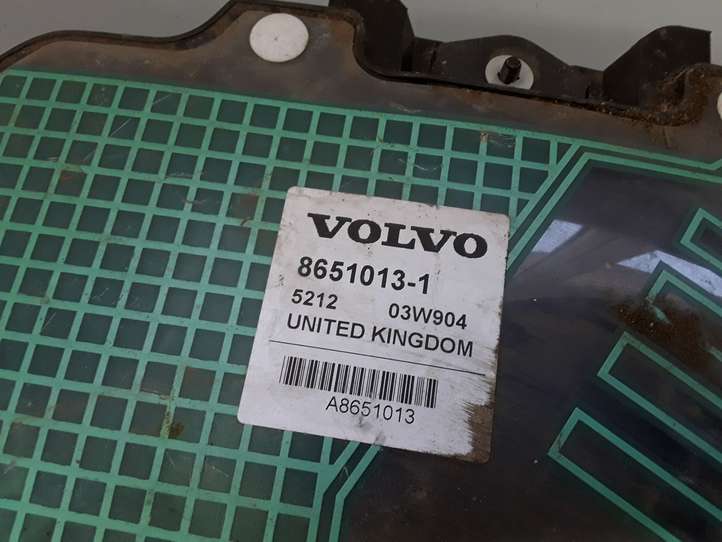 VOLVO
8651013-1
5212 03W904
UNITED KINGDOM
A8651013